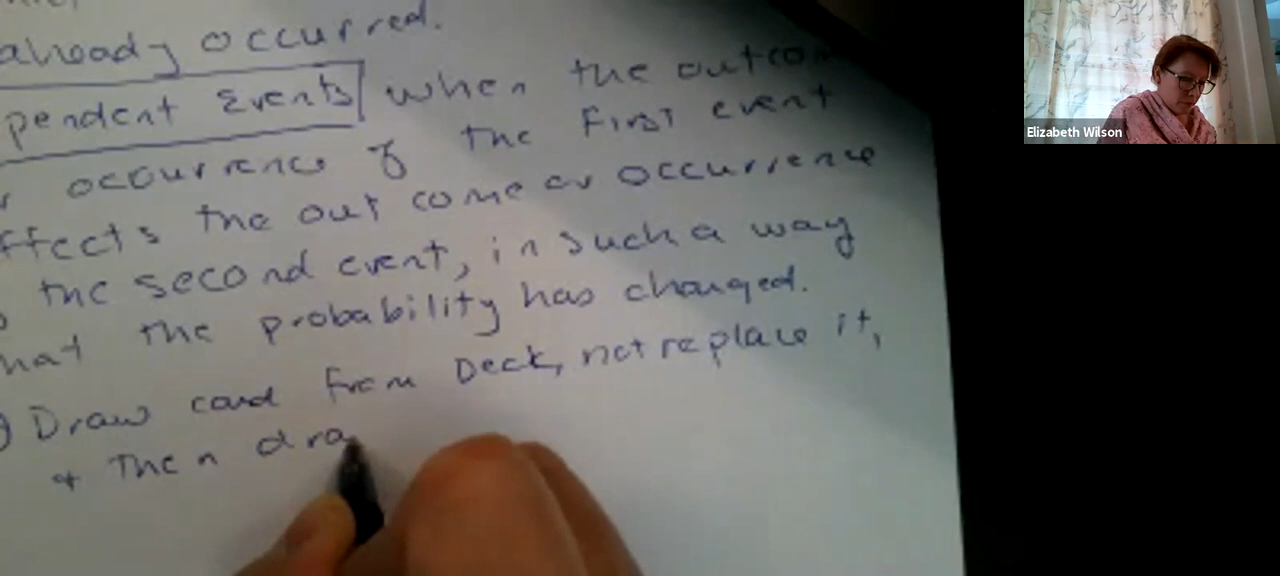 already occurred.
pendent Events when the outco
occurrence of the First event
ffects the out come or occurrence
the second event, in such a way
hat the probability has changed.
Draw card from Deck, not replace it,
+ Then dra
Elizabeth Wilson